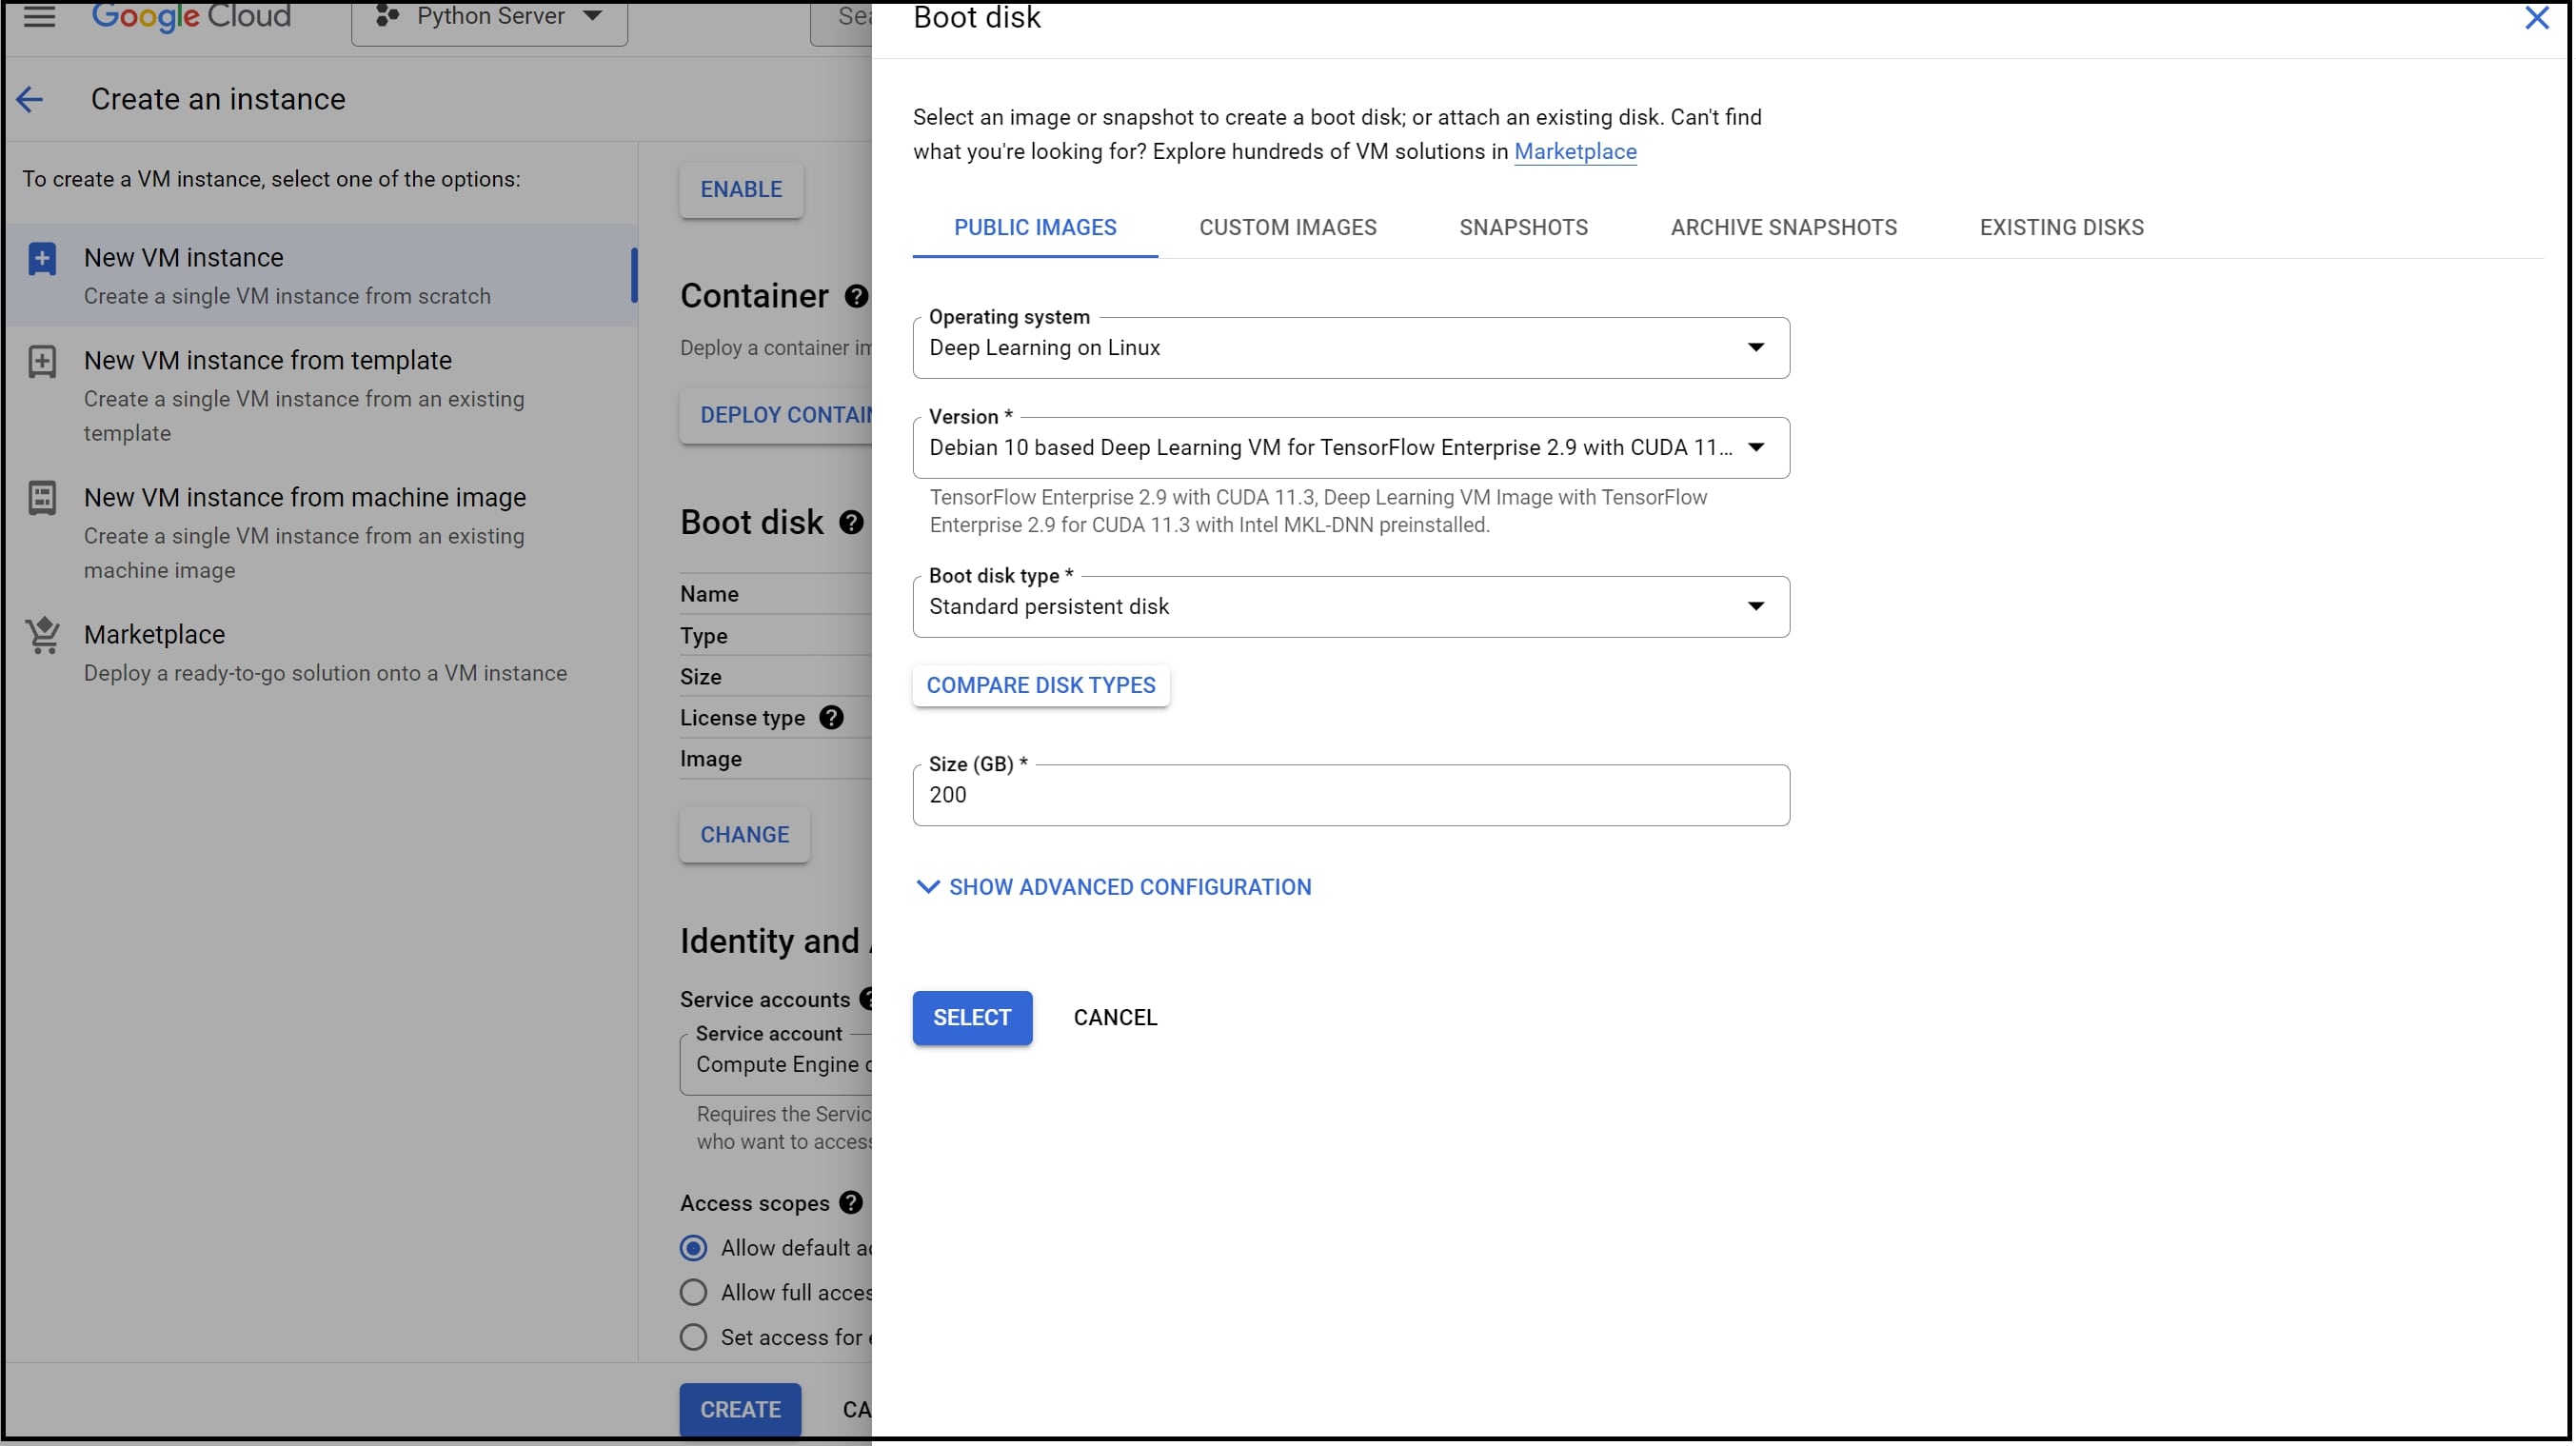 Google Cloud
Python Server
Create an instance
To create a VM instance, select one of the options:
New VM instance
Create a single VM instance from scratch
New VM instance from template
Create a single VM instance from an existing
template
New VM instance from machine image
Create a single VM instance from an existing
machine image
Marketplace
Deploy a ready-to-go solution onto a VM instance
ENABLE
Container
Deploy a container
DEPLOY
Boot disk
Name
Type
Size
License type
Image
CHANGE
Identity and
Service accounts
Service account
Compute Engine
Requires the
who want to access
Access scopes
Allow default
Allow full
Set access for
CREATE
Boot disk
Select an image or snapshot to create a boot disk; or attach an existing disk. Can't find
what you're looking for? Explore hundreds of VM solutions in Marketplace
PUBLIC IMAGES CUSTOM IMAGES SNAPSHOTS ARCHIVE SNAPSHOTS EXISTING DISKS
Operating system
Deep Learning on Linux
Version *
Debian 10 based Deep Learning VM for TensorFlow Enterprise 2.9 with CUDA 11...
TensorFlow Enterprise 2.9 with CUDA 11.3, Deep Learning VM Image with TensorFlow
Enterprise 2.9 for CUDA 11.3 with Intel MKL-DNN preinstalled.
Boot disk type *
Standard persistent disk
COMPARE DISK TYPES
Size (GB) *
200
SHOW ADVANCED CONFIGURATION
SELECT CANCEL